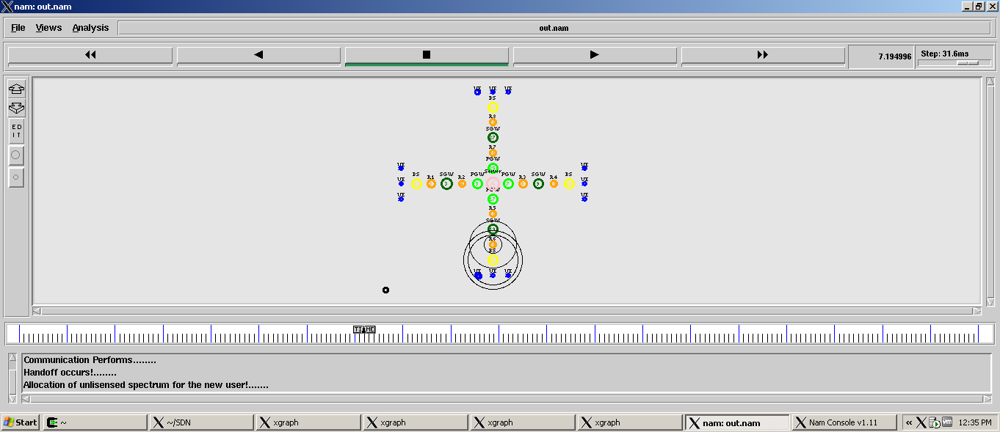 nam: out.nam
File Views Analysis
out.nam
7.194996
Step: 31.6ms
ED
IT
UE UE UE
BS
R8
SGW
R7
PGW
Server
UE UE
BS R1 SGW R2 PGW PGW R3 SGW R4 BS
UE UE
UE UE
PGW
R5
SGW
R6
BS
UE UE UE
TIME
Communication Performs........
Handoff occurs!........
Allocation of unlisensed spectrum for the new user!.......
Start
~
~/SDN
xgraph
xgraph
xgraph
xgraph
nam: out.nam
Nam Console v1.11
«
12:35 PM